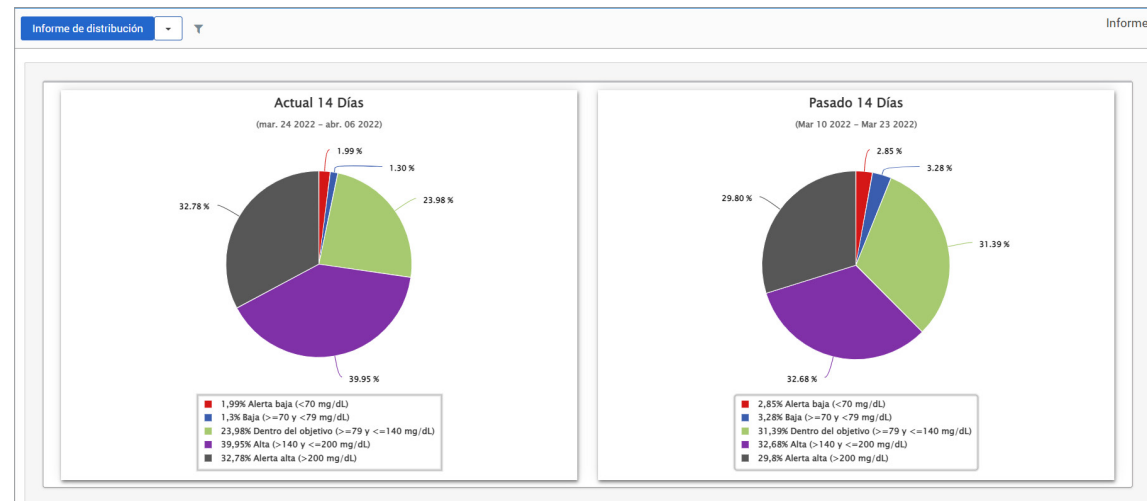 Informe de distribución
Informe
Actual 14 Días
(mar. 24 2022 – abr. 06 2022)
1.99 %
1.30 %
23.98 %
32.78 %
39.95 %
1,99% Alerta baja (<70 mg/dL)
1,3% Baja (>=70 y <79 mg/dL)
23,98% Dentro del objetivo (>=79 y <=140 mg/dL)
39,95% Alta (>140 y <=200 mg/dL)
32,78% Alerta alta (>200 mg/dL)
Pasado 14 Días
(Mar 10 2022 – Mar 23 2022)
2.85 %
3.28 %
29.80 %
31.39 %
32.68 %
2,85% Alerta baja (<70 mg/dL)
3,28% Baja (>=70 y <79 mg/dL)
31,39% Dentro del objetivo (>=79 y <=140 mg/dL)
32,68% Alta (>140 y <=200 mg/dL)
29,8% Alerta alta (>200 mg/dL)